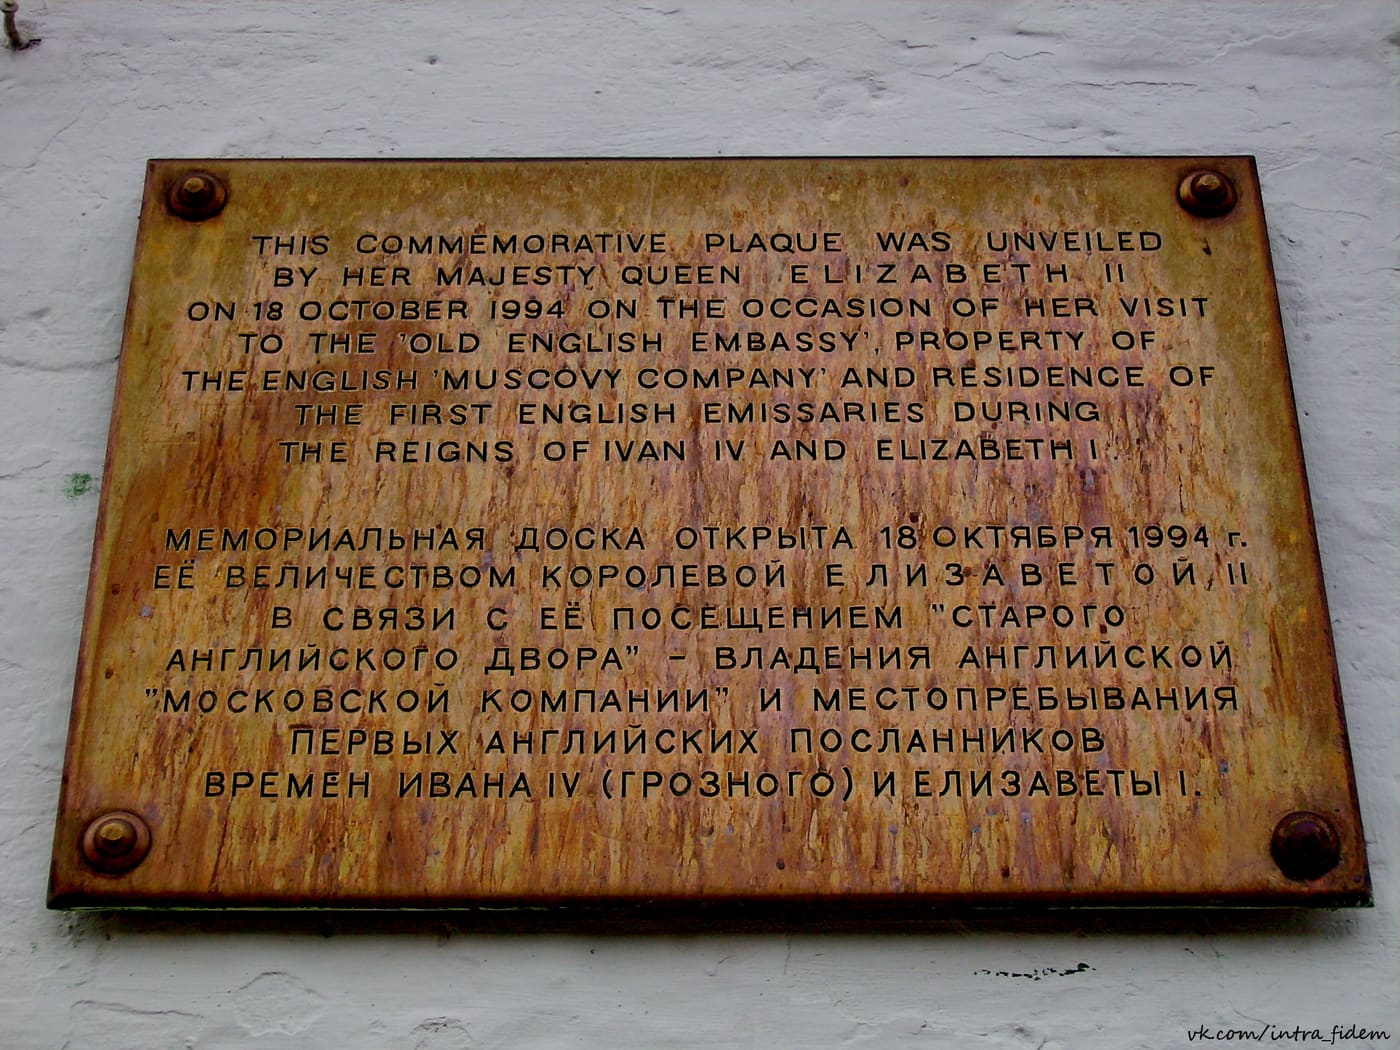 THIS COMMEMORATIVE PLAQUE WAS UNVEILED
BY HER MAJESTY QUEEN ELIZABETH II
ON 18 OCTOBER 1994 ON THE OCCASION OF HER VISIT
TO THE 'OLD ENGLISH EMBASSY', PROPERTY OF
THE ENGLISH 'MUSCOVY COMPANY' AND RESIDENCE OF
THE FIRST ENGLISH EMISSARIES DURING
THE REIGNS OF IVAN IV AND ELIZABETH I.
МЕМОРИАЛЬНАЯ ДОСКА ОТКРЫТА 18 ОКТЯБРЯ 1994 г.
ЕЁ ВЕЛИЧЕСТВОМ КОРОЛЕВОЙ ЕЛИЗАВЕТОЙ II
В СВЯЗИ С ЕЁ ПОСЕЩЕНИЕМ "СТАРОГО
АНГЛИЙСКОГО ДВОРА" - ВЛАДЕНИЯ АНГЛИЙСКОЙ
"МОСКОВСКОЙ КОМПАНИИ" И МЕСТОПРЕБЫВАНИЯ
ПЕРВЫХ АНГЛИЙСКИХ ПОСЛАННИКОВ
ВРЕМЕН ИВАНА IV (ГРОЗНОГО) И ЕЛИЗАВЕТЫ I.
vk.com/intra_fidem